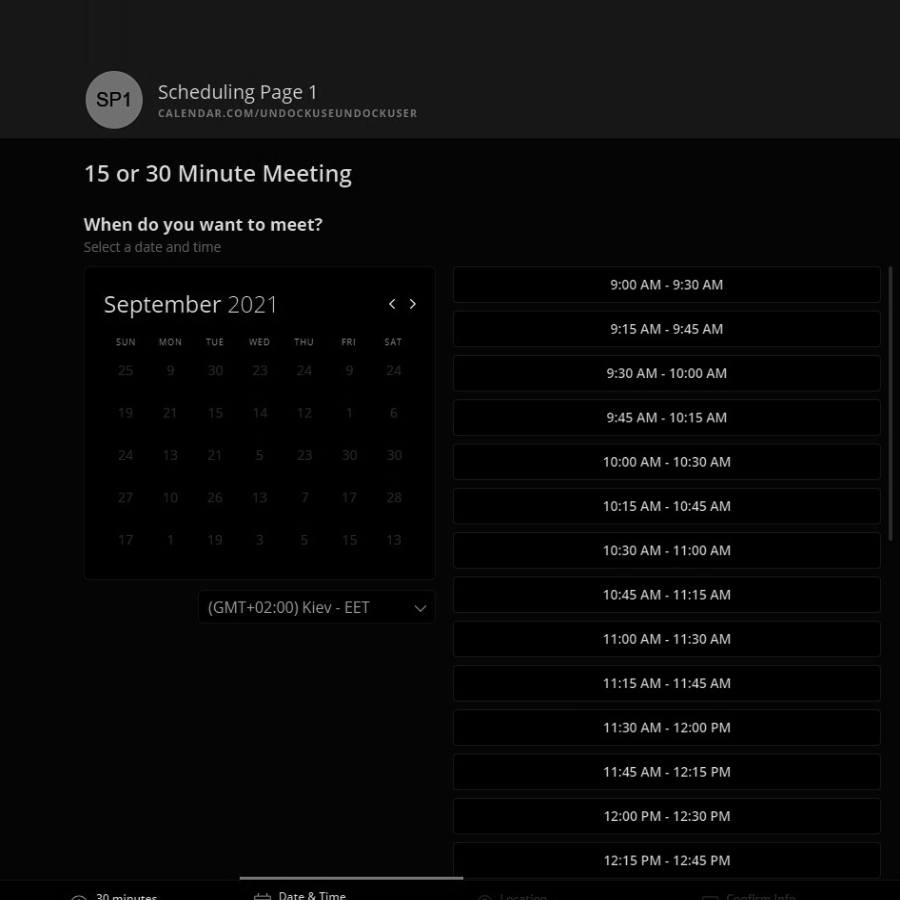 SP1
Scheduling Page 1
CALENDAR.COM/UNDOCKUSEUNDOCKUSER
15 or 30 Minute Meeting
When do you want to meet?
Select a date and time
September 2021
SUN MON TUE WED THU FRI SAT
25 9 30 23 24 9 24
19 21 15 14 12 1 6
24 13 21 5 23 30 30
27 10 26 13 7 17 28
17 1 19 3 5 15 13
(GMT+02:00) Kiev - EET
9:00 AM - 9:30 AM
9:15 AM - 9:45 AM
9:30 AM - 10:00 AM
9:45 AM - 10:15 AM
10:00 AM - 10:30 AM
10:15 AM - 10:45 AM
10:30 AM - 11:00 AM
10:45 AM - 11:15 AM
11:00 AM - 11:30 AM
11:15 AM - 11:45 AM
11:30 AM - 12:00 PM
11:45 AM - 12:15 PM
12:00 PM - 12:30 PM
12:15 PM - 12:45 PM
30 minutes Date & Time Location Confirm Info